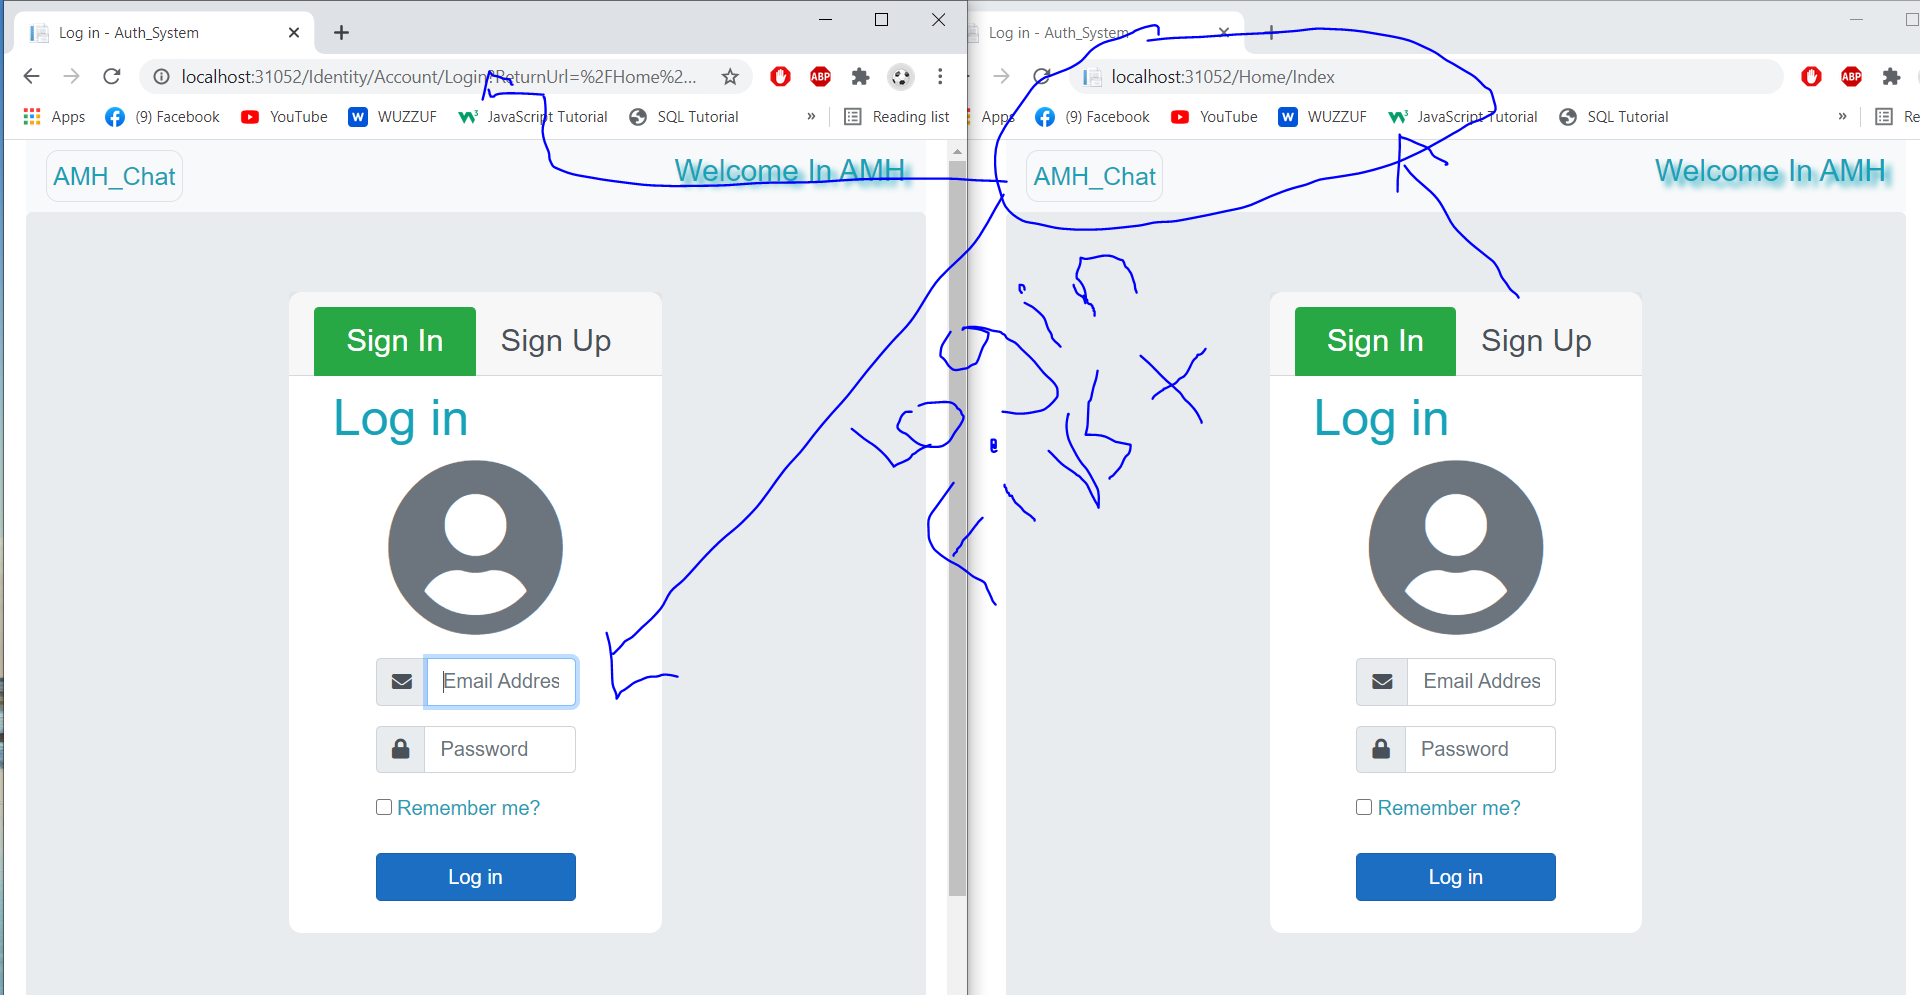 Log in - Auth_System
localhost:31052/Identity/Account/Login?ReturnUrl=%2FHome%2...
ABP
Apps (9) Facebook YouTube WUZZUF JavaScript Tutorial SQL Tutorial » Reading list
AMH_Chat
Welcome In AMH
Sign In Sign Up
Log in
Email Addres
Password
Remember me?
Log in
Log in - Auth_System
localhost:31052/Home/Index
ABP
Apps (9) Facebook YouTube WUZZUF JavaScript Tutorial SQL Tutorial » Re
AMH_Chat
Welcome In AMH
Sign In Sign Up
Log in
Email Addres
Password
Remember me?
Log in